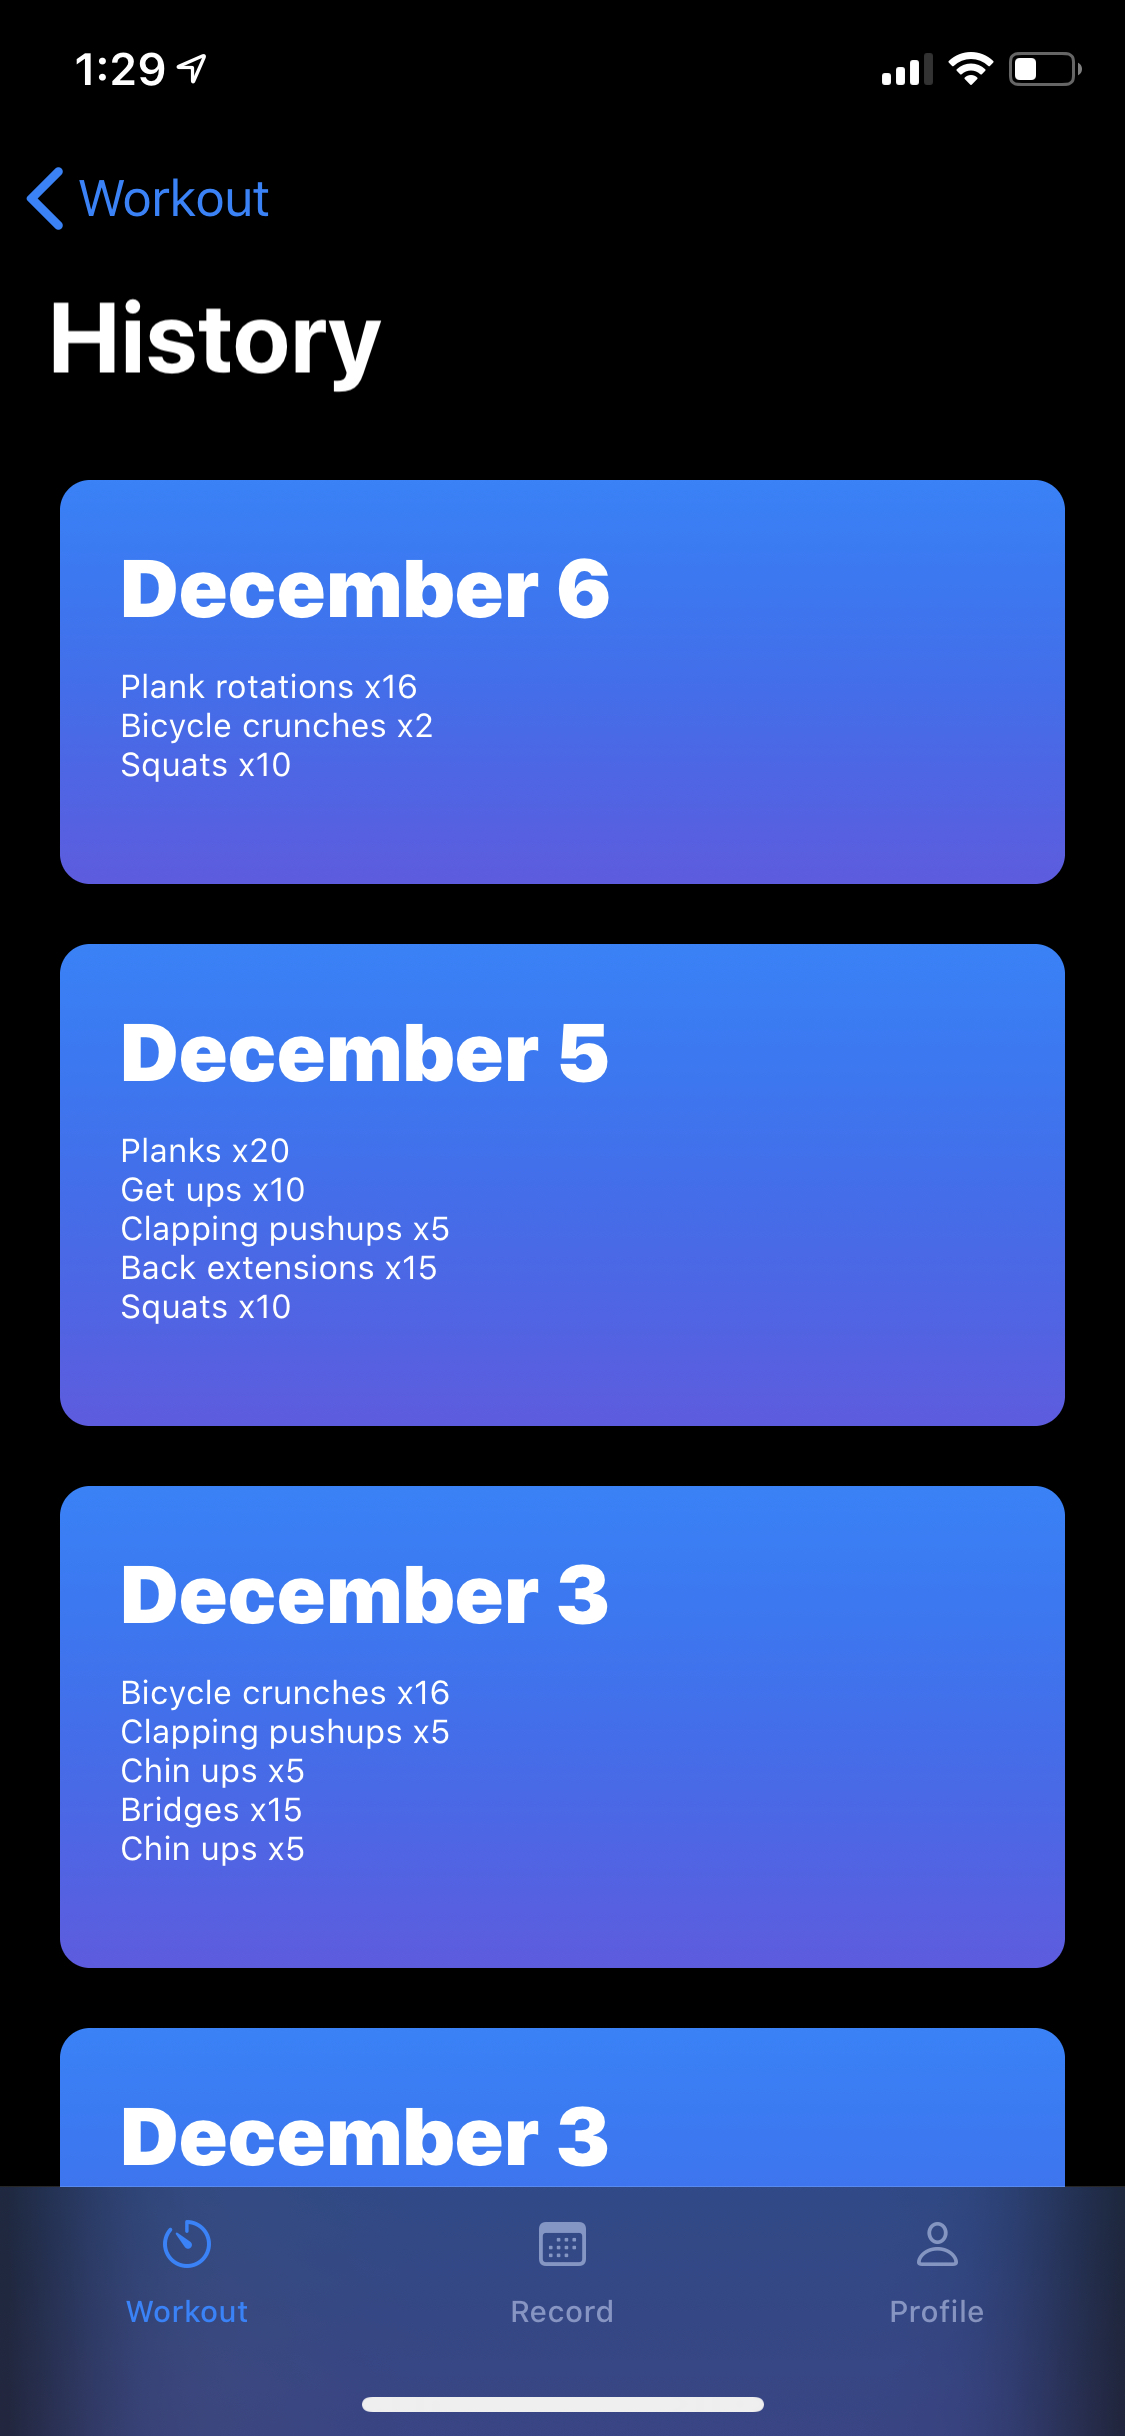 1:29
Workout
History
December 6
Plank rotations x16
Bicycle crunches x2
Squats x10
December 5
Planks x20
Get ups x10
Clapping pushups x5
Back extensions x15
Squats x10
December 3
Bicycle crunches x16
Clapping pushups x5
Chin ups x5
Bridges x15
Chin ups x5
December 3
Workout
Record
Profile